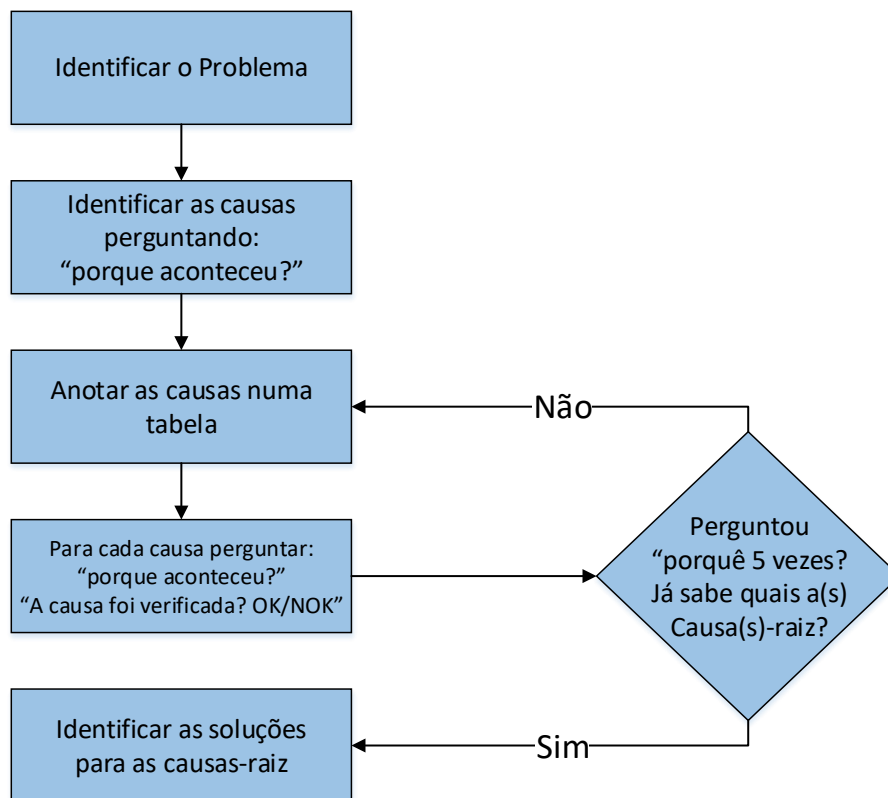 Identificar o Problema
Identificar as causas
perguntando:
“porque aconteceu?”
Anotar as causas numa
tabela
Não
Para cada causa perguntar:
“porque aconteceu?”
“A causa foi verificada? OK/NOK”
Perguntou
“porquê 5 vezes?
Já sabe quais a(s)
Causa(s)-raiz?
Identificar as soluções
para as causas-raiz
Sim